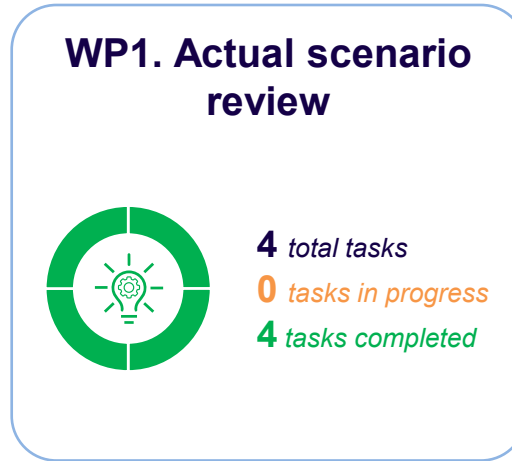 WP1. Actual scenario
review
4 total tasks
0 tasks in progress
4 tasks completed